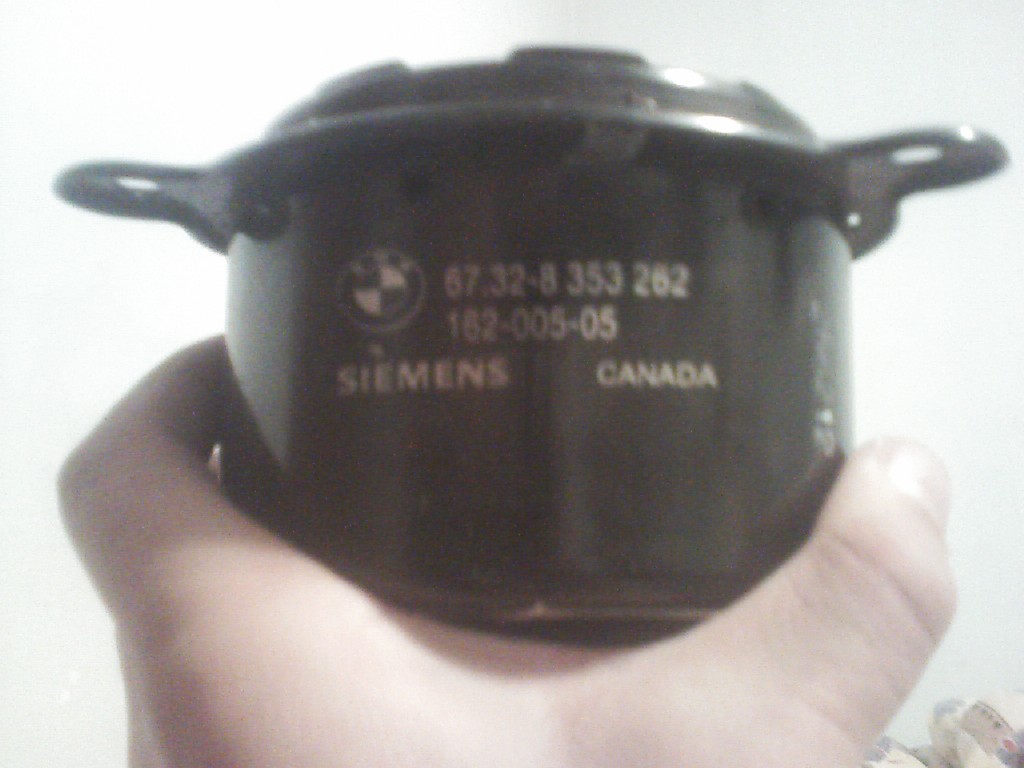 67.32-8 353 262
162-005-05
SIEMENS CANADA